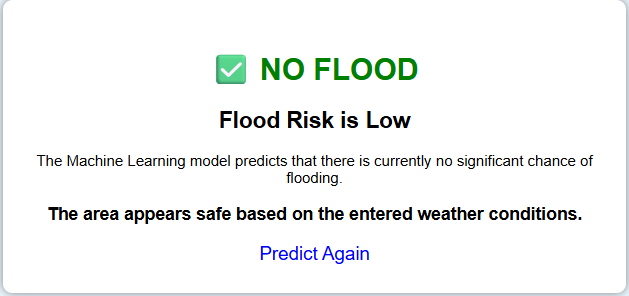 ✅ NO FLOOD
Flood Risk is Low
The Machine Learning model predicts that there is currently no significant chance of
flooding.
The area appears safe based on the entered weather conditions.
Predict Again